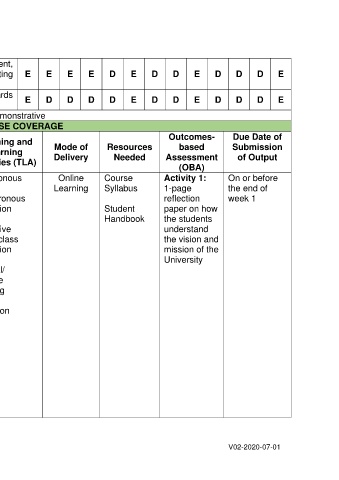 ent,
ting E E E E D E D D E D D D E
rds
E D D D E D D D E D D D E
monstrative
SE COVERAGE
ning and
rning
ies (TLA)
Mode of
Delivery
Resources
Needed
Outcomes-
based
Assessment
(OBA)
Due Date of
Submission
of Output
onous
ronous
ion
ive
class
ion
l/
e
g
on
Online
Learning
Course
Syllabus
Student
Handbook
Activity 1:
1-page
reflection
paper on how
the students
understand
the vision and
mission of the
University
On or before
the end of
week 1
V02-2020-07-01